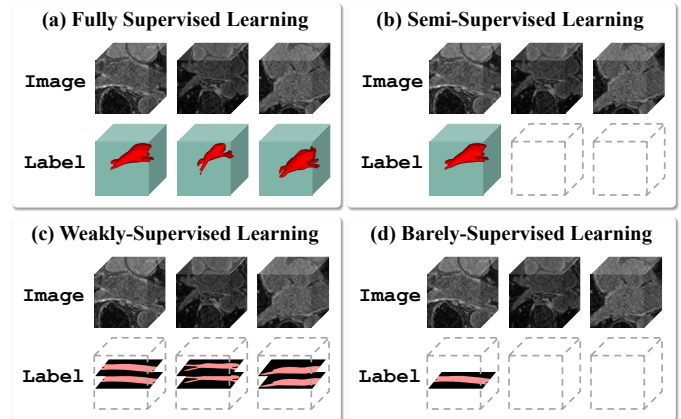 (a) Fully Supervised Learning
Image
Label
(b) Semi-Supervised Learning
Image
Label
(c) Weakly-Supervised Learning
Image
Label
(d) Barely-Supervised Learning
Image
Label